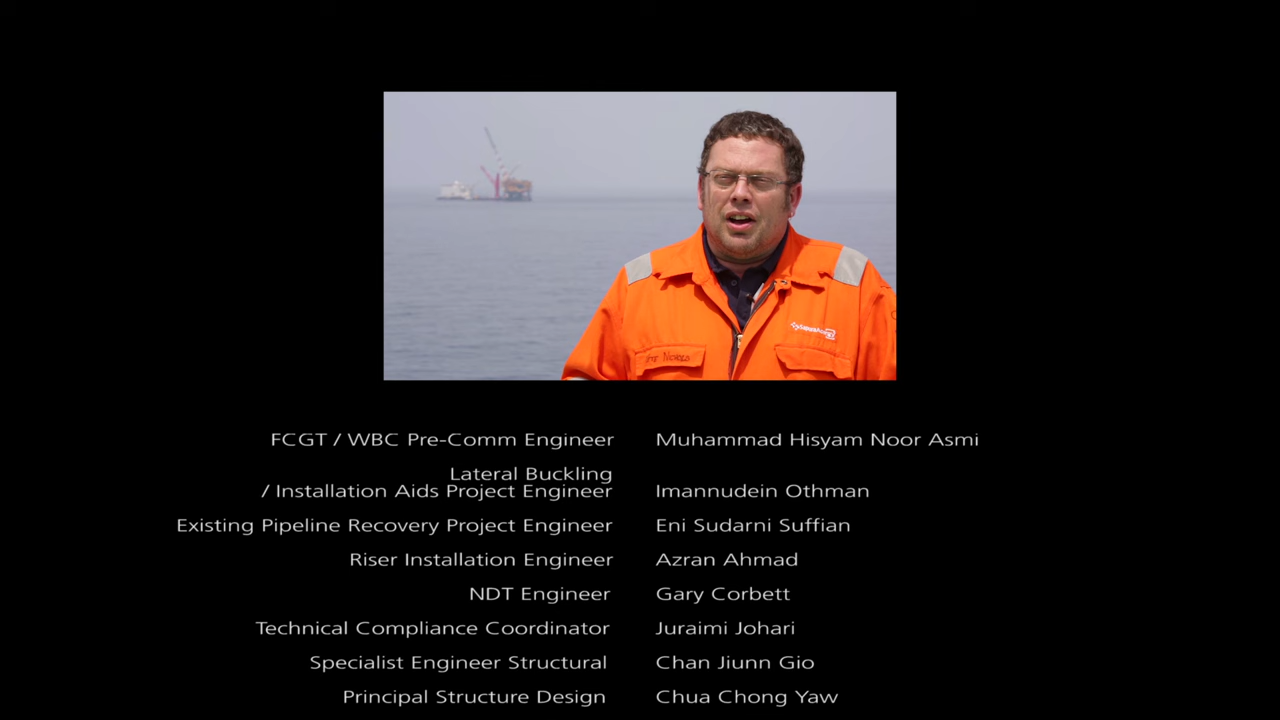 FCGT / WBC Pre-Comm Engineer Muhammad Hisyam Noor Asmi
Lateral Buckling
/ Installation Aids Project Engineer Imannudein Othman
Existing Pipeline Recovery Project Engineer Eni Sudarni Suffian
Riser Installation Engineer Azran Ahmad
NDT Engineer Gary Corbett
Technical Compliance Coordinator Juraimi Johari
Specialist Engineer Structural Chan Jiunn Gio
Principal Structure Design Chua Chong Yaw